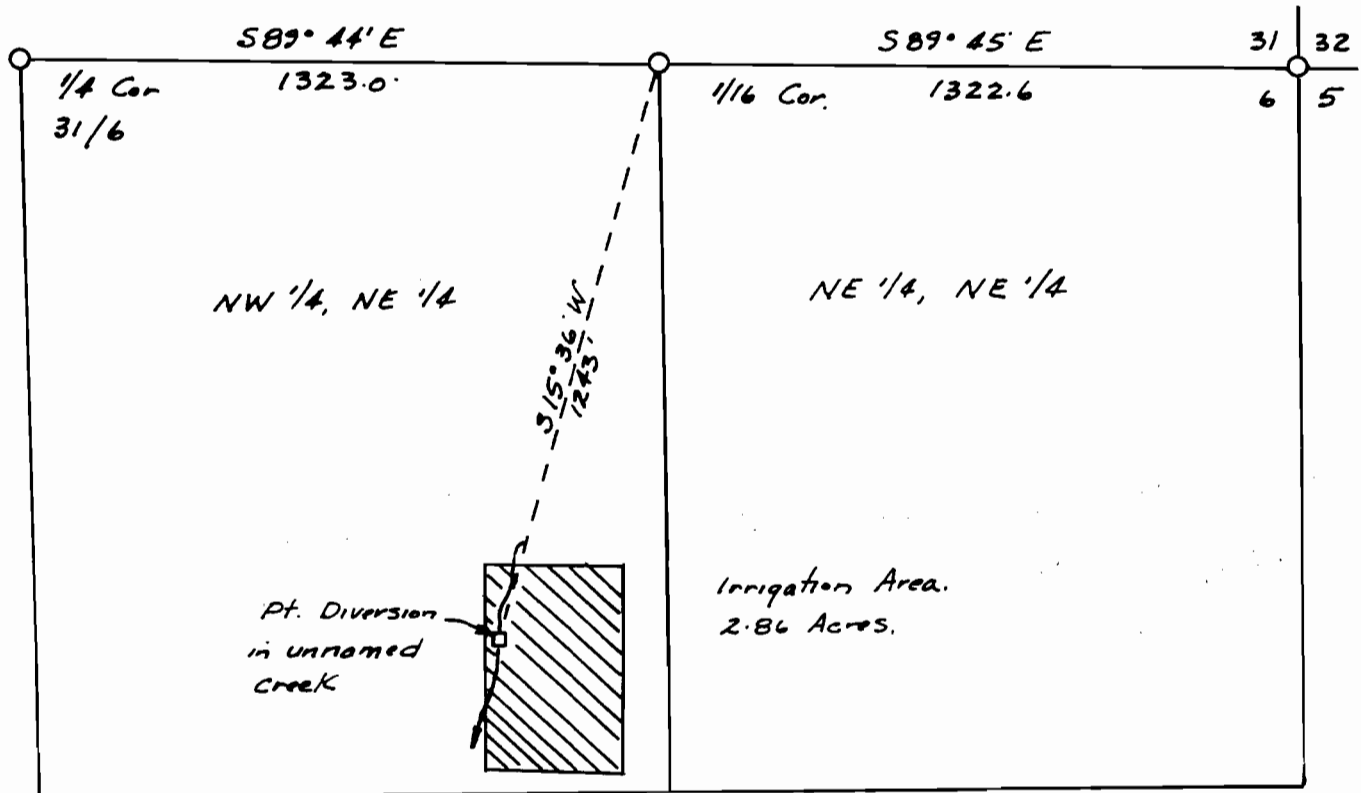 S89° 44' E
S89° 45' E
31 32
1/4 Cor
1323.0
1/16 Cor.
1322.6
6 5
31/6
NW 1/4, NE 1/4
NE 1/4, NE 1/4
S15° 36' W
1243'
Irrigation Area.
2.86 Acres.
Pt. Diversion
in unnamed
creek